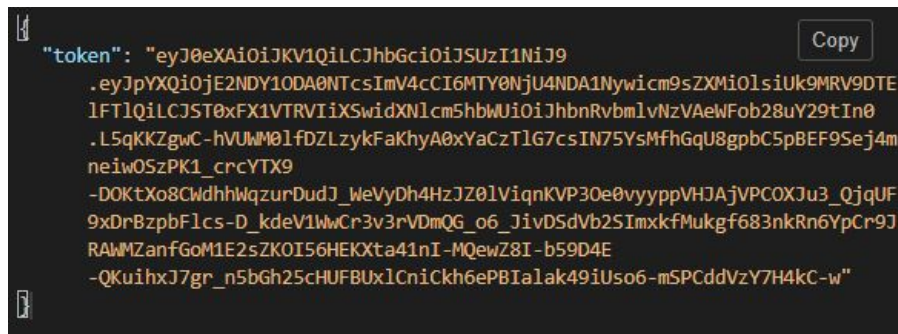 {
Copy
"token": "eyJ0eXAiOiJKV1QiLCJhbGciOiJSUzI1NiJ9
.eyJpYXQiOjE2NDY1ODA0NTcsImV4cCI6MTY0NjU4NDA1Nywicm9sZXMiOlsiUk9MRV9DTE
lFTlQiLCJST0xFX1VTRVIiXSwidXNlcm5hbWUiOiJhbnRvbmlvNzVAeWFob28uY29tIn0
.L5qKKZgwC-hVUWM0lfDZLzykFaKhyA0xYaCzTlG7csIN75YsMfhGqU8gpbC5pBEF9Sej4m
neiwOSzPK1_crcYTX9
-DOKtXo8CWdhhWqzurDudJ_WeVyDh4HzJZ0lViqnKVP3Oe0vyyppVHJAjVPCOXJu3_QjqUF
9xDrBzpbFlcs-D_kdeV1WwCr3v3rVDmQG_o6_JivDSdVb2SImxkfMukgf683nkRn6YpCr9J
RAWMZanfGoM1E2sZKOI56HEKXta41nI-MQewZ8I-b59D4E
-QKuihxJ7gr_n5bGh25cHUFBUxlCniCkh6ePBIalak49iUso6-mSPCddVzY7H4kC-w"
}